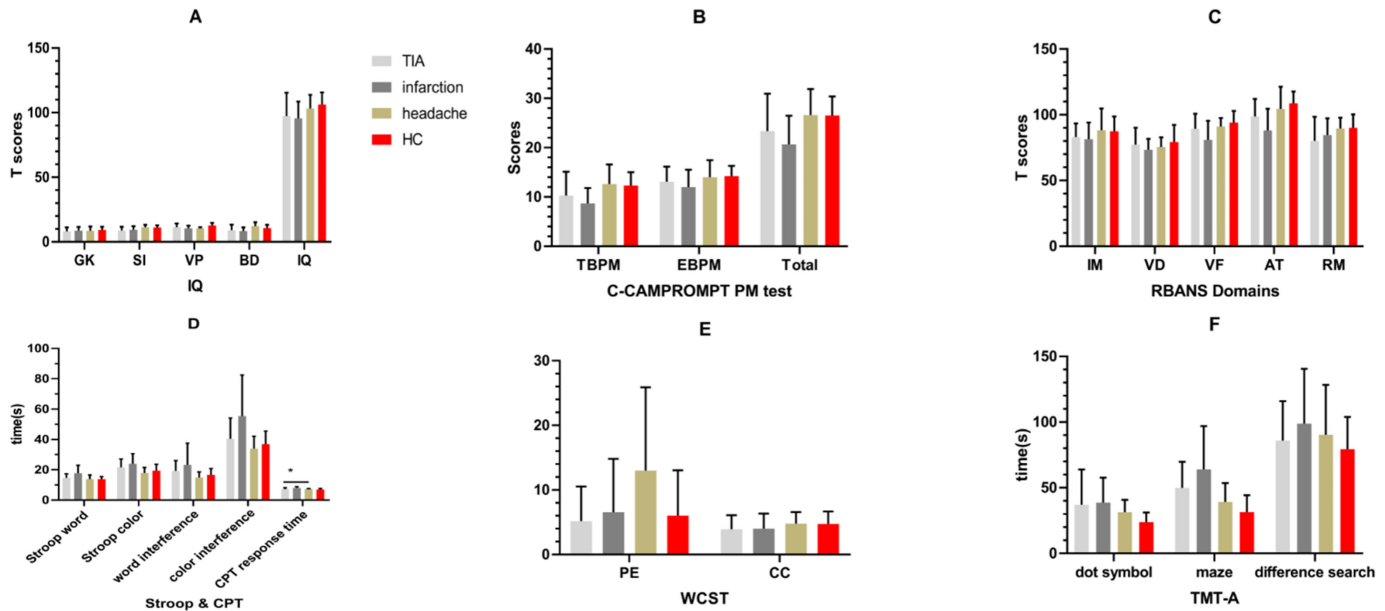 A
T scores
150
100
50
0
GK SI VP BD IQ
IQ
TIA
infarction
headache
HC
B
Scores
40
30
20
10
0
TBPM EBPM Total
C-CAMPROMPT PM test
C
T scores
150
100
50
0
IM VD VF AT RM
RBANS Domains
D
time(s)
100
80
60
40
20
0
*
Stroop word
Stroop color
word interference
color interference
CPT response time
Stroop & CPT
E
30
20
10
0
PE CC
WCST
F
time(s)
150
100
50
0
dot symbol maze difference search
TMT-A